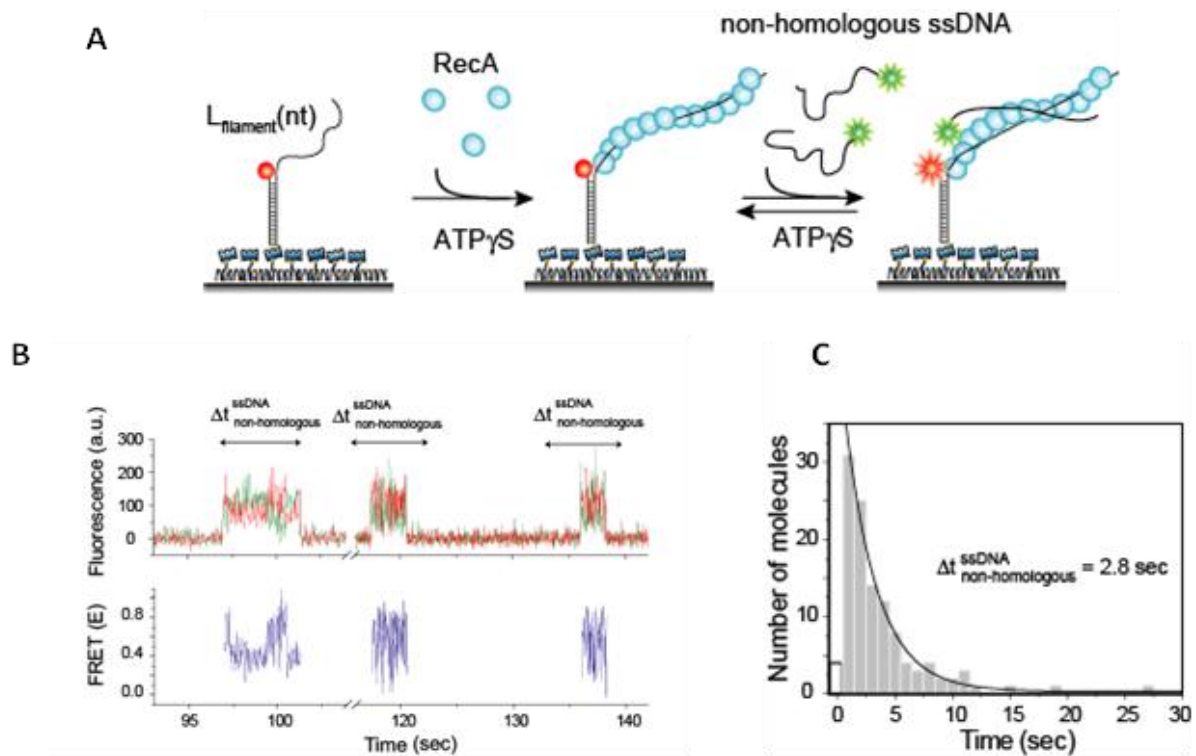 A
non-homologous ssDNA
RecA
L filament (nt)
ATPγS
ATPγS
B
Δt ssDNA non-homologous
Δt ssDNA non-homologous
Δt ssDNA non-homologous
Fluorescence (a.u.)
300
200
100
0
FRET (E)
0.8
0.4
0.0
95 100 120 130 140
Time (sec)
C
Number of molecules
30
20
10
0
Δt ssDNA non-homologous = 2.8 sec
0 5 10 15 20 25 30
Time (sec)